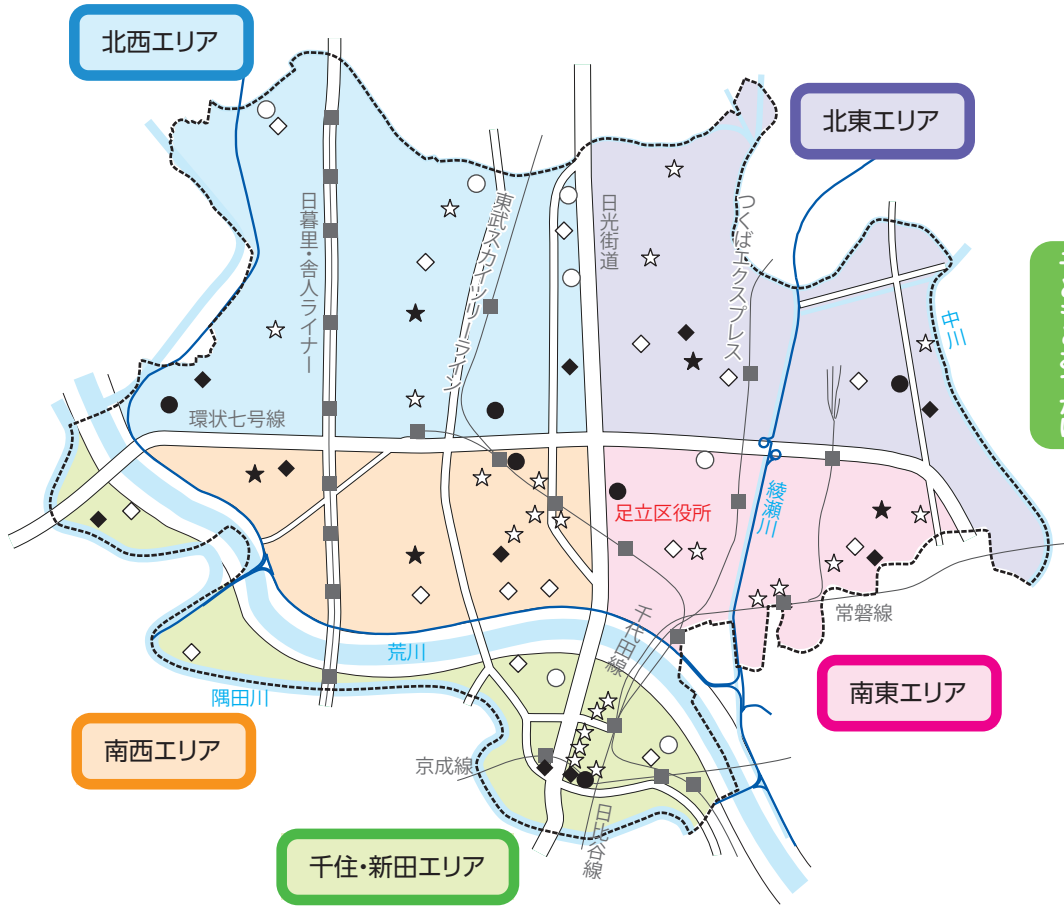 北西エリア
北東エリア
日暮里・舎人ライナー
東武スカイツリーライン
日光街道
つくばエクスプレス
中川
環状七号線
足立区役所
綾瀬川
千代田線
常磐線
荒川
隅田川
南東エリア
南西エリア
京成線
日比谷線
千住・新田エリア